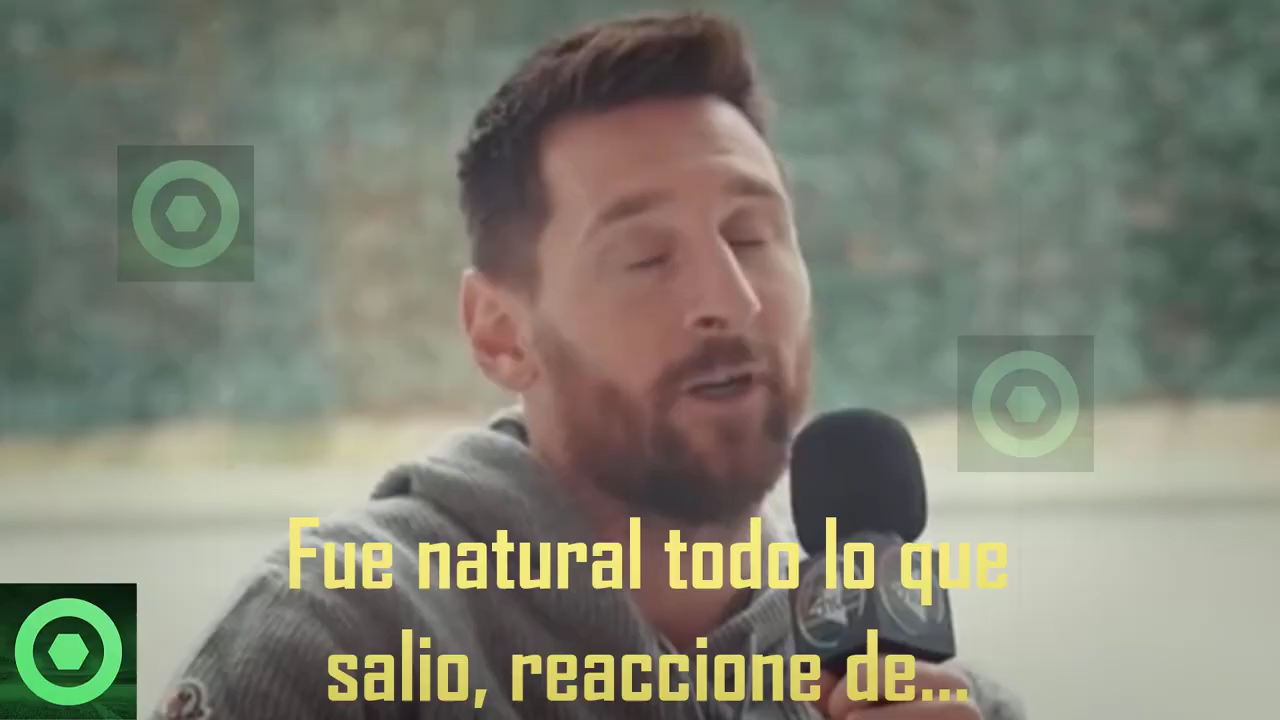 Fue natural todo lo que
salio, reaccione de...